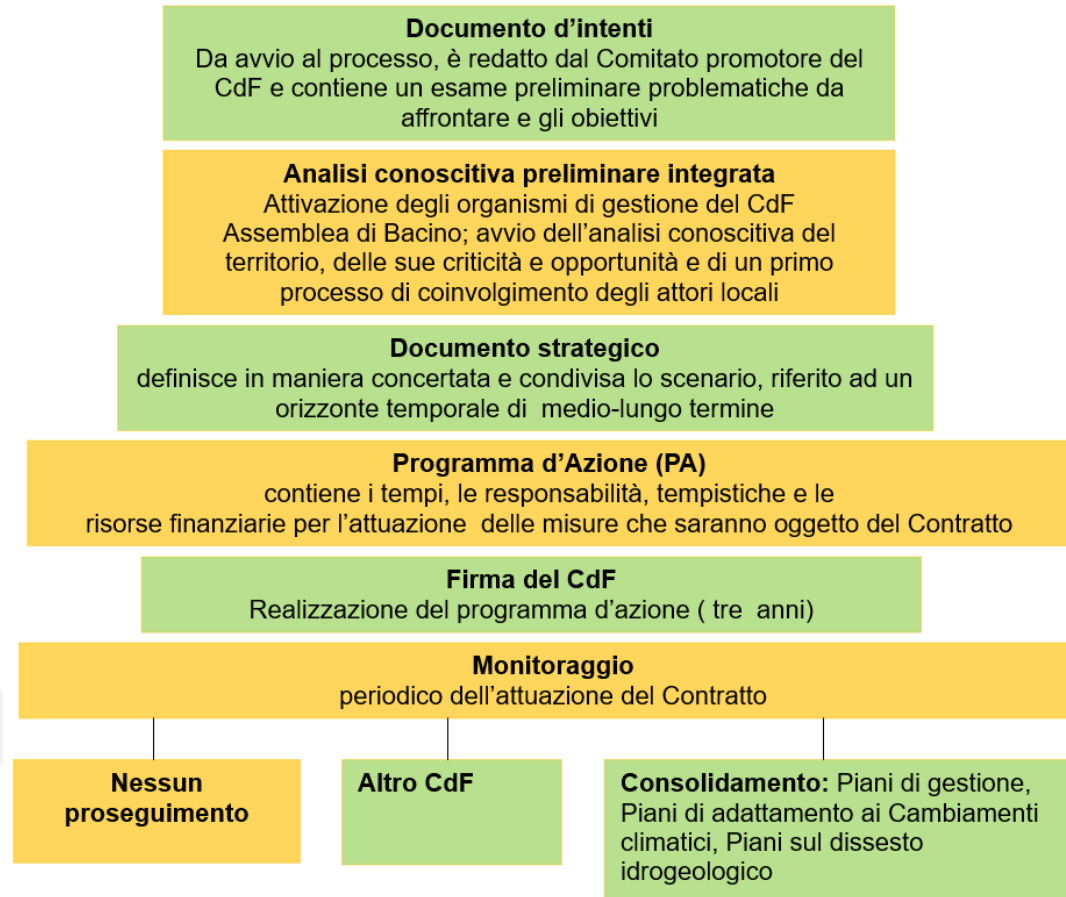 Documento d’intenti
Da avvio al processo, è redatto dal Comitato promotore del
CdF e contiene un esame preliminare problematiche da
affrontare e gli obiettivi
Analisi conoscitiva preliminare integrata
Attivazione degli organismi di gestione del CdF
Assemblea di Bacino; avvio dell’analisi conoscitiva del
territorio, delle sue criticità e opportunità e di un primo
processo di coinvolgimento degli attori locali
Documento strategico
definisce in maniera concertata e condivisa lo scenario, riferito ad un
orizzonte temporale di medio-lungo termine
Programma d’Azione (PA)
contiene i tempi, le responsabilità, tempistiche e le
risorse finanziarie per l’attuazione delle misure che saranno oggetto del Contratto
Firma del CdF
Realizzazione del programma d’azione ( tre anni)
Monitoraggio
periodico dell’attuazione del Contratto
Nessun
proseguimento
Altro CdF
Consolidamento: Piani di gestione,
Piani di adattamento ai Cambiamenti
climatici, Piani sul dissesto
idrogeologico